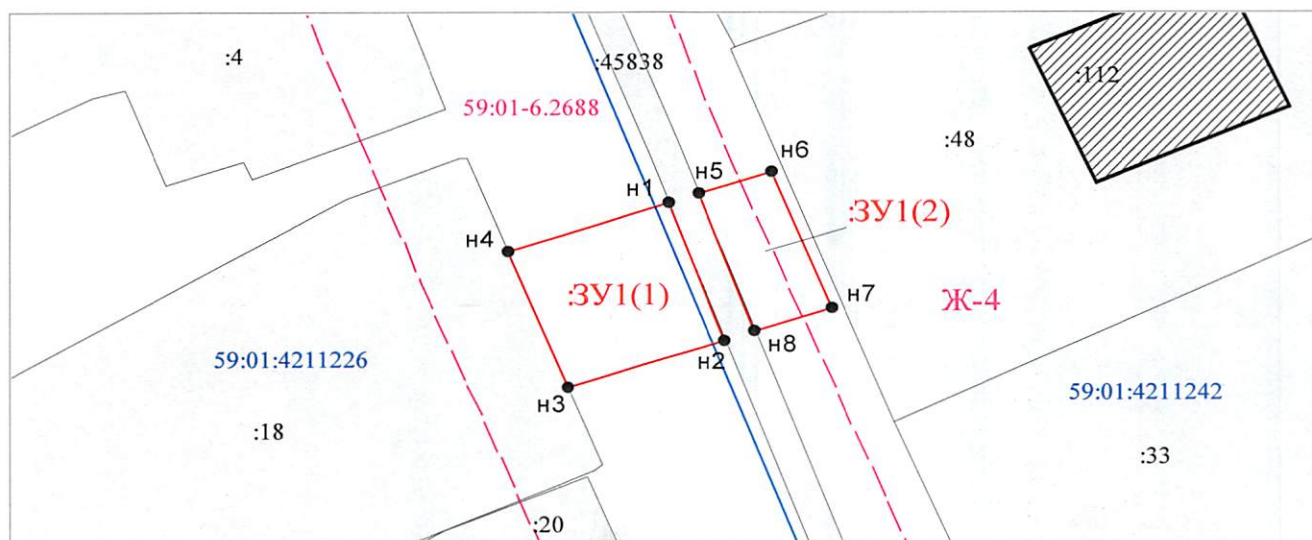 :4
:45838
:112
59:01-6.2688
:48
н6
н5
н1
:ЗУ1(2)
н4
:ЗУ1(1)
Ж-4
н7
н8
н2
59:01:4211226
59:01:4211242
н3
:18
:33
:20